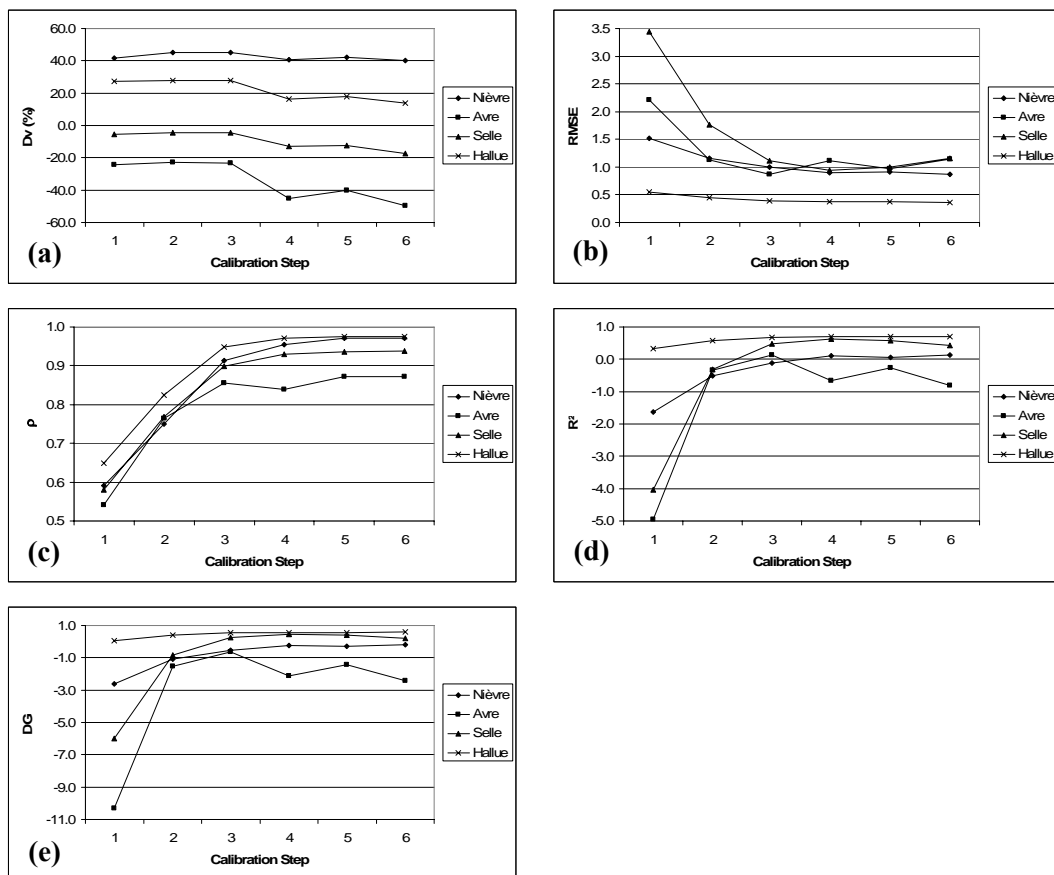 60.0
40.0
20.0
0.0
-20.0
-40.0
-60.0
Dv (%)
1 2 3 4 5 6
Calibration Step
Nièvre
Avre
Selle
Hallue
(a)
3.5
3.0
2.5
2.0
1.5
1.0
0.5
0.0
RMSE
1 2 3 4 5 6
Calibration Step
Nièvre
Avre
Selle
Hallue
(b)
1.0
0.9
0.8
0.7
0.6
0.5
ρ
1 2 3 4 5 6
Calibration Step
Nièvre
Avre
Selle
Hallue
(c)
1.0
0.0
-1.0
-2.0
-3.0
-4.0
-5.0
R²
1 2 3 4 5 6
Calibration Step
Nièvre
Avre
Selle
Hallue
(d)
1.0
-1.0
-3.0
-5.0
-7.0
-9.0
-11.0
DG
1 2 3 4 5 6
Calibration Step
Nièvre
Avre
Selle
Hallue
(e)